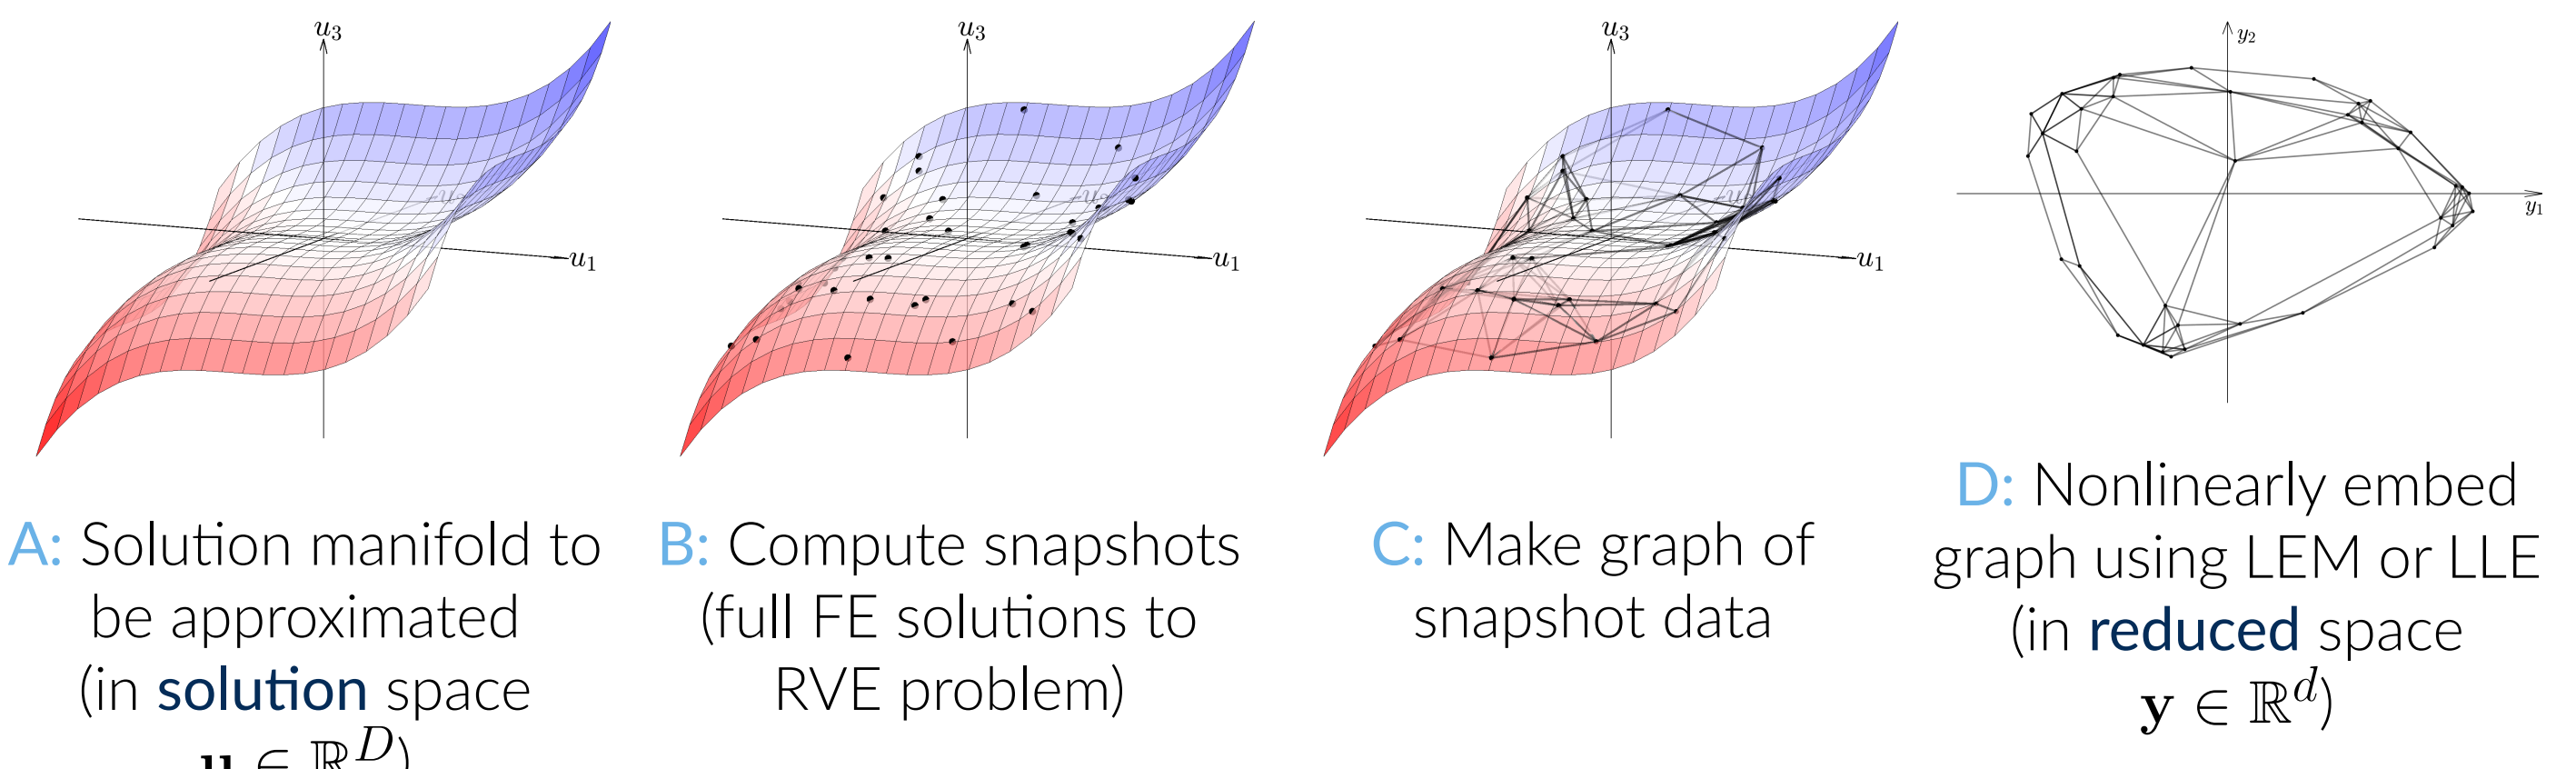 u₃
u₁
u₃
u₁
u₃
u₁
y₂
y₁
A: Solution manifold to
be approximated
(in solution space
𝐮 ∈ ℝᴰ)
B: Compute snapshots
(full FE solutions to
RVE problem)
C: Make graph of
snapshot data
D: Nonlinearly embed
graph using LEM or LLE
(in reduced space
𝐲 ∈ ℝᵈ)